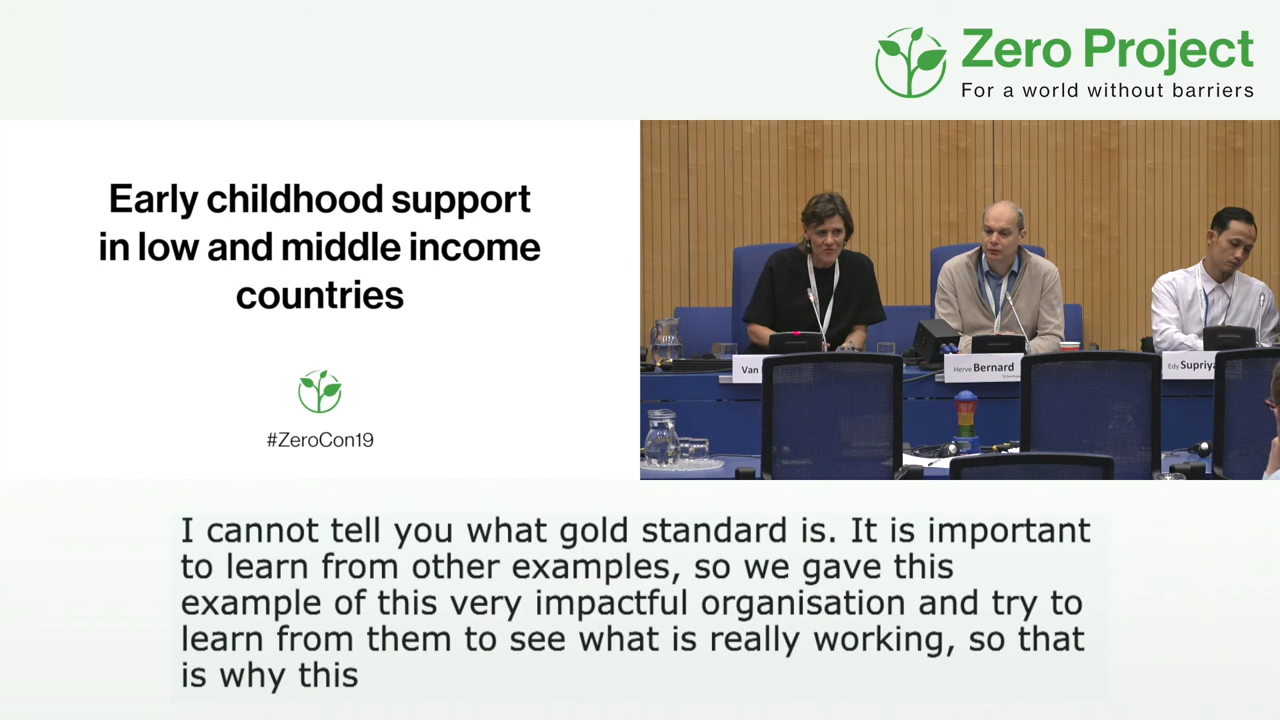 Zero Project
For a world without barriers
Early childhood support
in low and middle income
countries
#ZeroCon19
Van
Herve Bernard
Edy Supriya
I cannot tell you what gold standard is. It is important
to learn from other examples, so we gave this
example of this very impactful organisation and try to
learn from them to see what is really working, so that
is why this